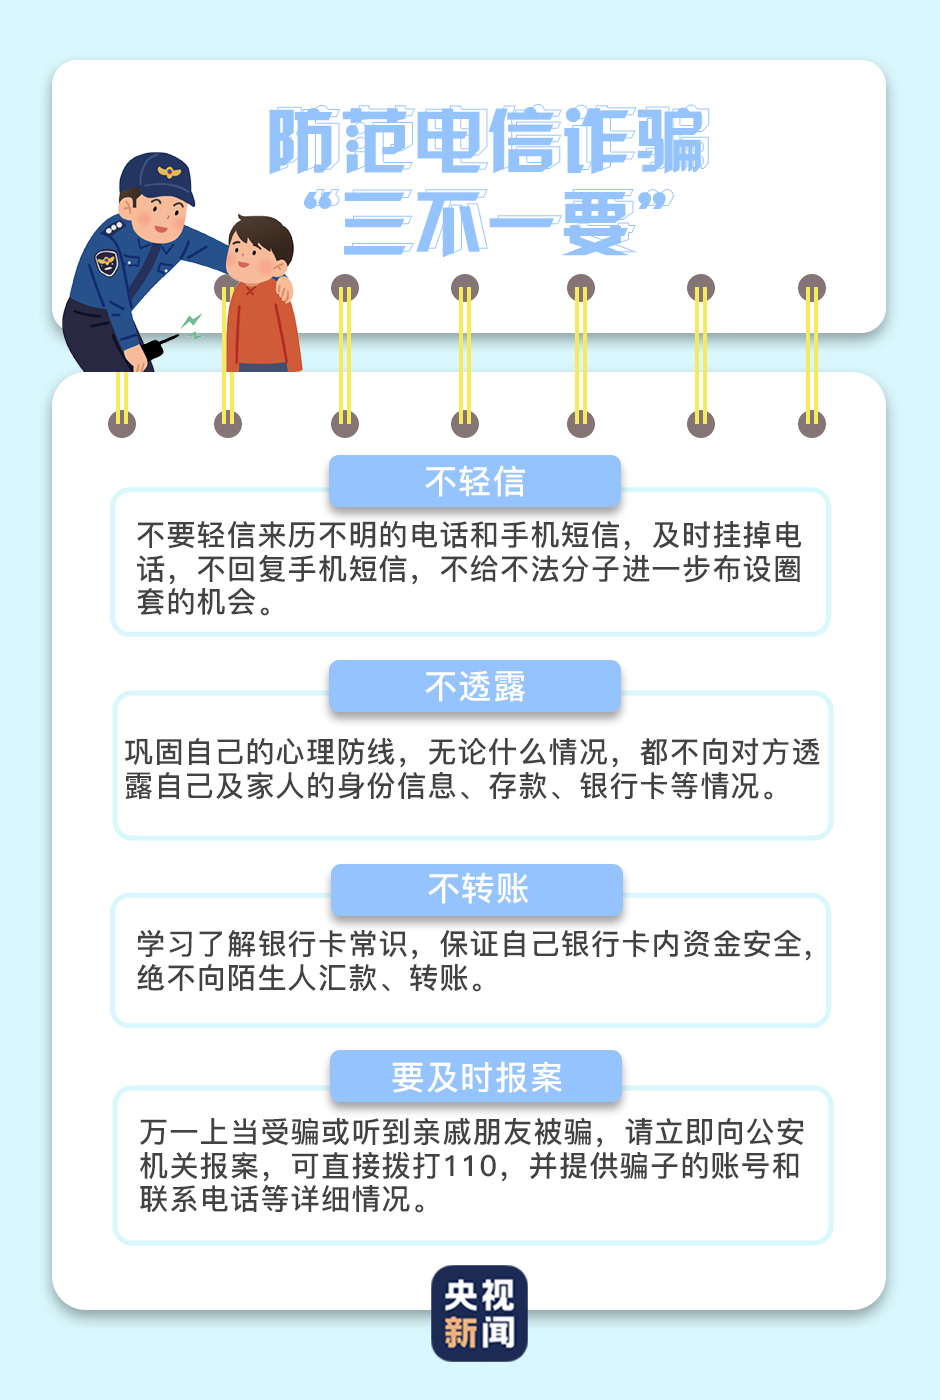 防范电信诈骗
“三不一要”
不轻信
不要轻信来历不明的电话和手机短信，及时挂掉电
话，不回复手机短信，不给不法分子进一步布设圈
套的机会。
不透露
巩固自己的心理防线，无论什么情况，都不向对方透
露自己及家人的身份信息、存款、银行卡等情况。
不转账
学习了解银行卡常识，保证自己银行卡内资金安全，
绝不向陌生人汇款、转账。
要及时报案
万一上当受骗或听到亲戚朋友被骗，请立即向公安
机关报案，可直接拨打110，并提供骗子的账号和
联系电话等详细情况。
央视
新闻